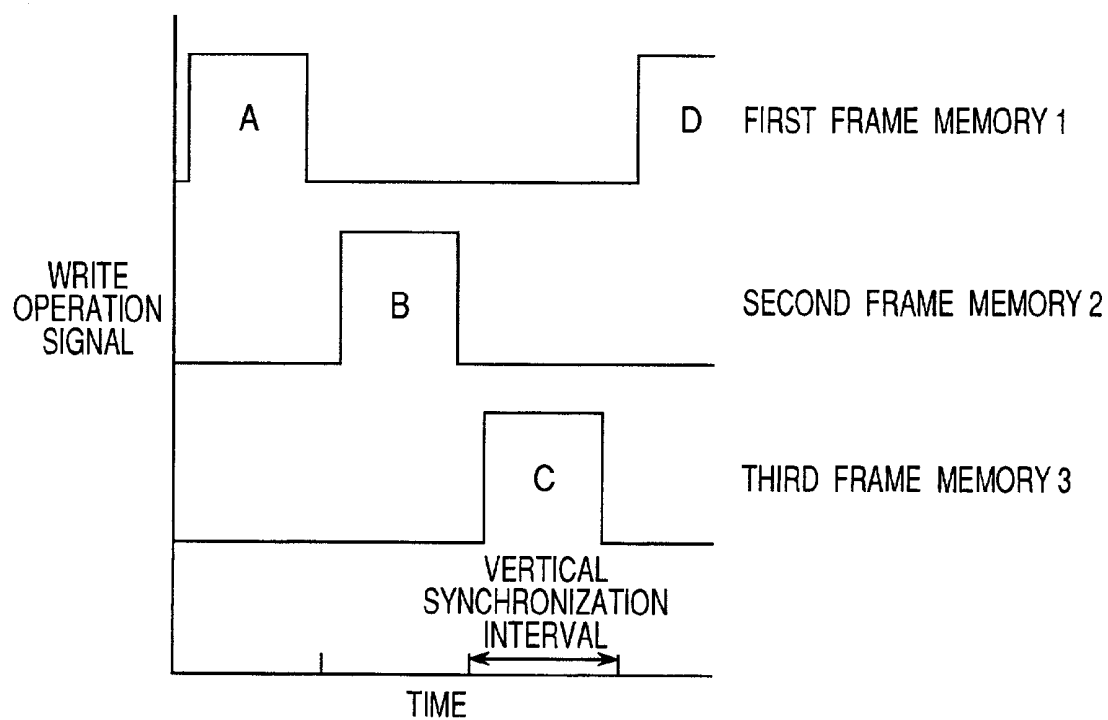 A
D
FIRST FRAME MEMORY 1
WRITE
OPERATION
SIGNAL
B
SECOND FRAME MEMORY 2
C
THIRD FRAME MEMORY 3
VERTICAL
SYNCHRONIZATION
INTERVAL
TIME